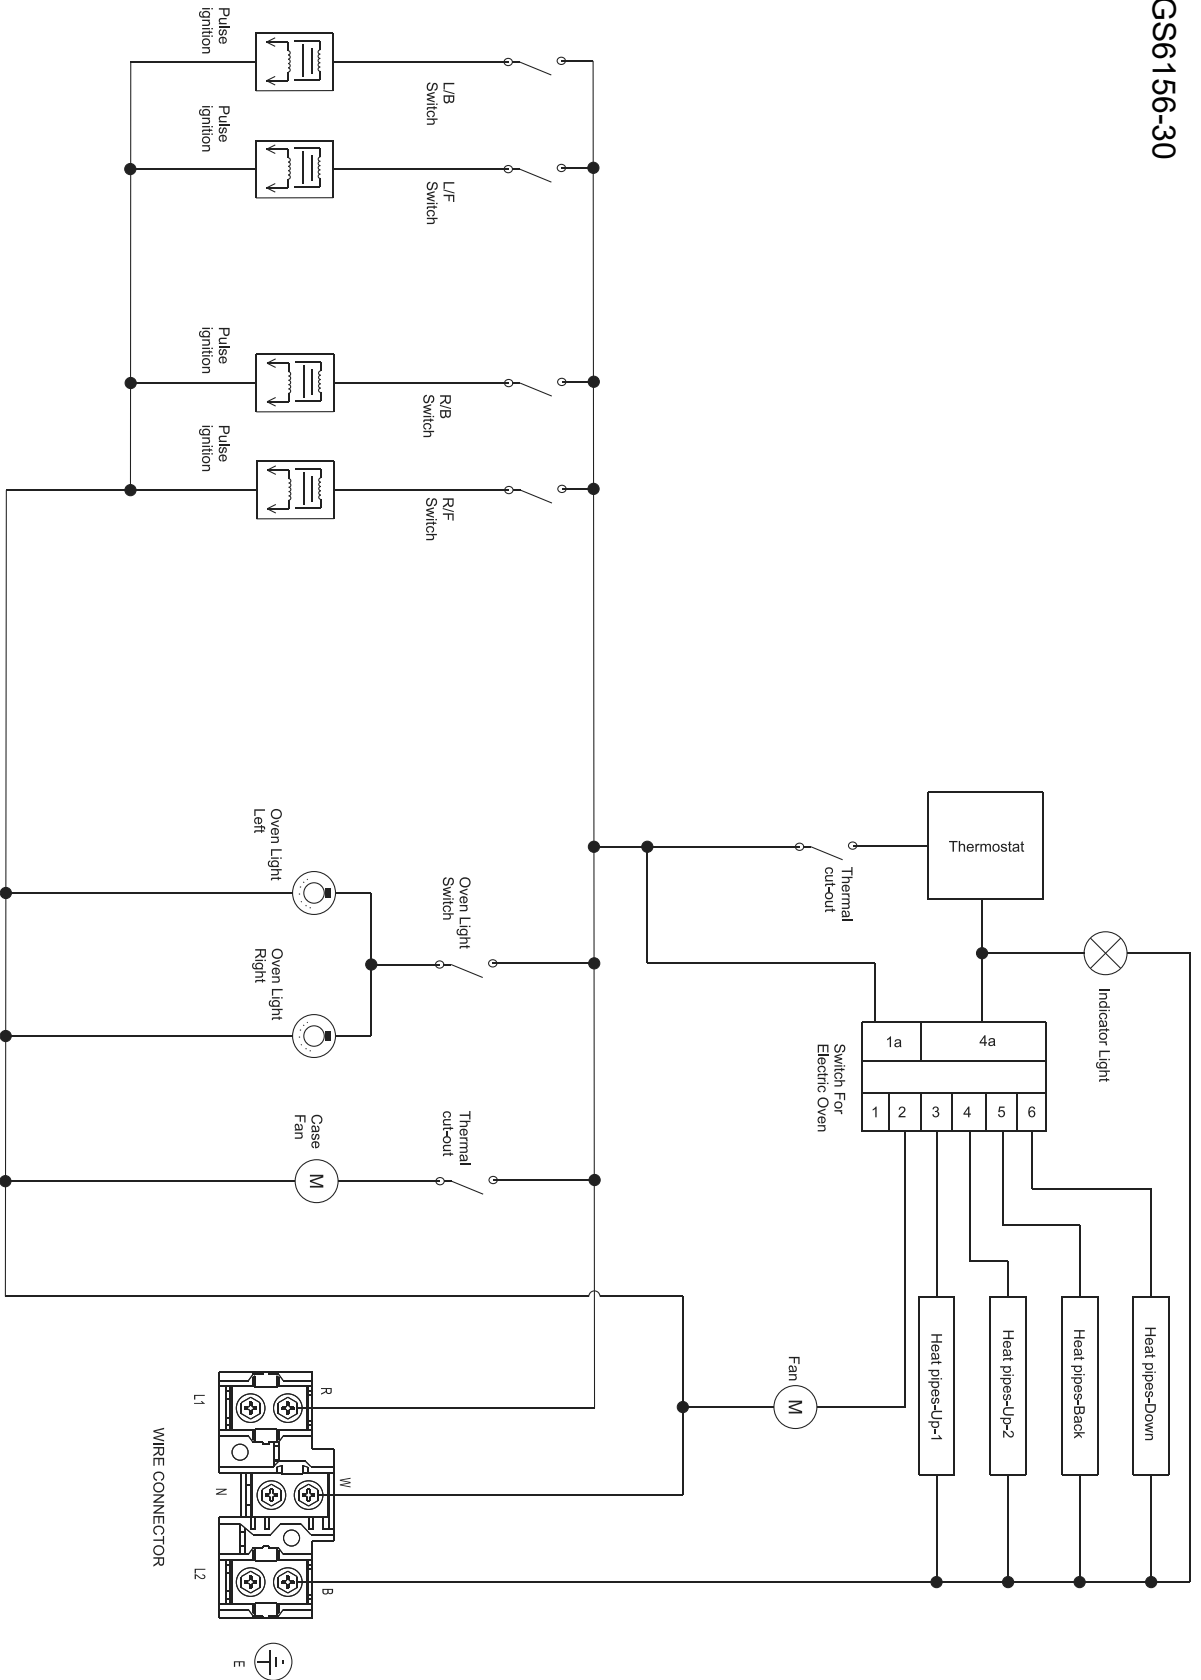 GS6156-30
Pulse
ignition
L/B
Switch
Pulse
ignition
L/F
Switch
Pulse
ignition
R/B
Switch
Pulse
ignition
R/F
Switch
Thermostat
Thermal
cut-out
Indicator Light
Oven Light
Left
Oven Light
Switch
Oven Light
Right
1a
4a
1
2
3
4
5
6
Switch For
Electric Oven
Case
Fan
M
Thermal
cut-out
Heat pipes-Down
Heat pipes-Back
Heat pipes-Up-2
Heat pipes-Up-1
Fan
M
R
L1
W
N
B
L2
WIRE CONNECTOR
E